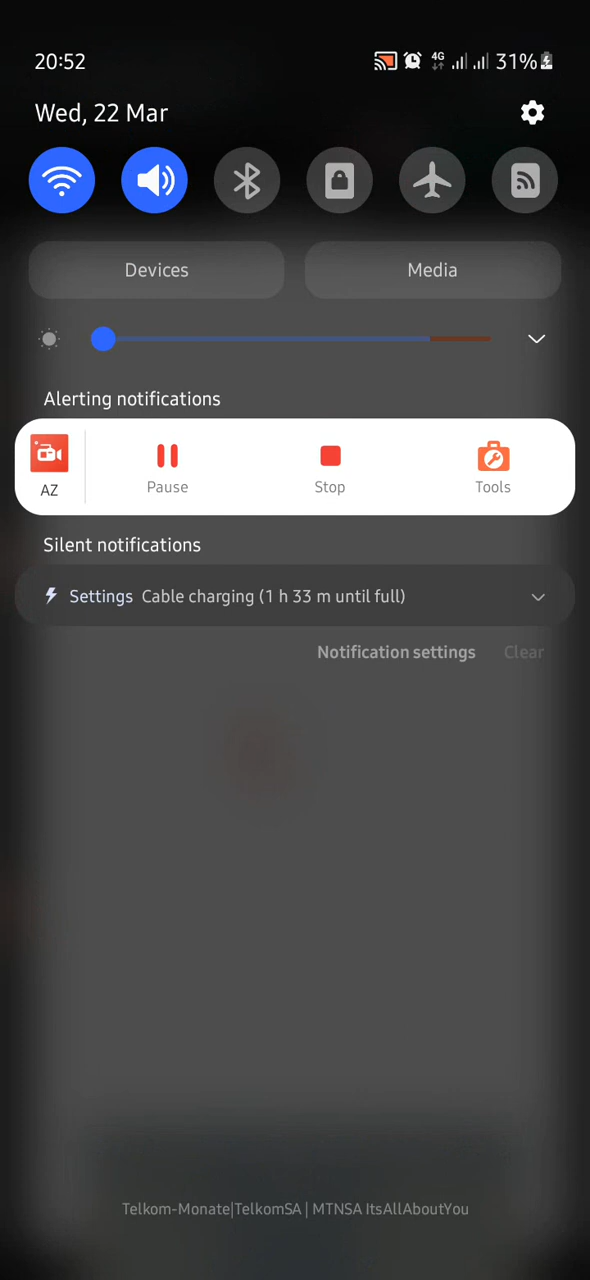 20:52 4G 31%
Wed, 22 Mar
Devices Media
Alerting notifications
AZ Pause Stop Tools
Silent notifications
Settings Cable charging (1 h 33 m until full)
Notification settings Clear
Telkom-Monate|TelkomSA | MTNSA ItsAllAboutYou